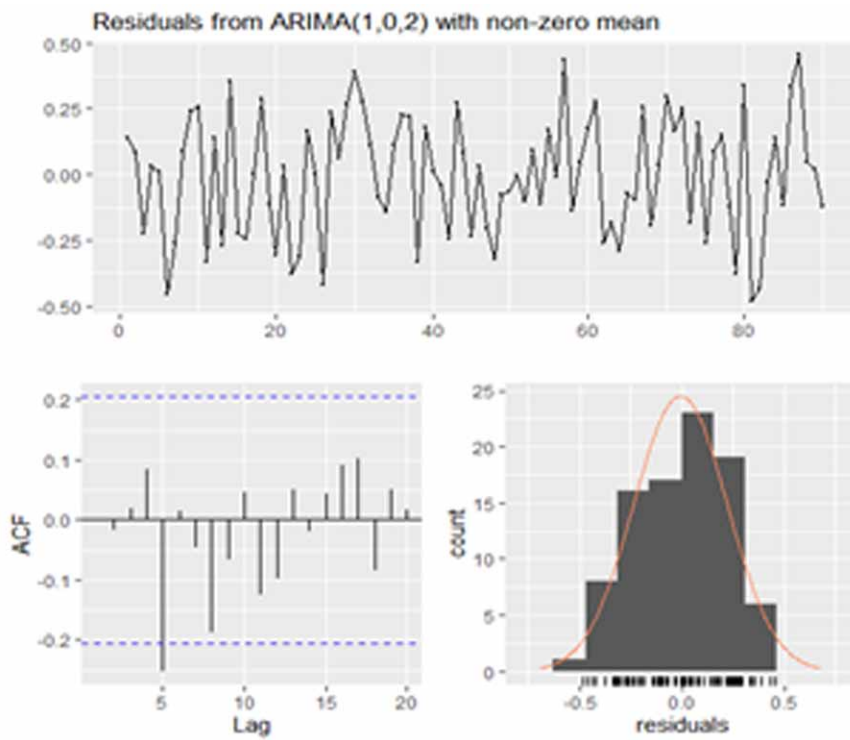 Residuals from ARIMA(1,0,2) with non-zero mean
0.50
0.25
0.00
-0.25
-0.50
0 20 40 60 80
ACF
0.2
0.1
0.0
-0.1
-0.2
5 10 15 20
Lag
count
25
20
15
10
5
0
-0.5 0.0 0.5
residuals